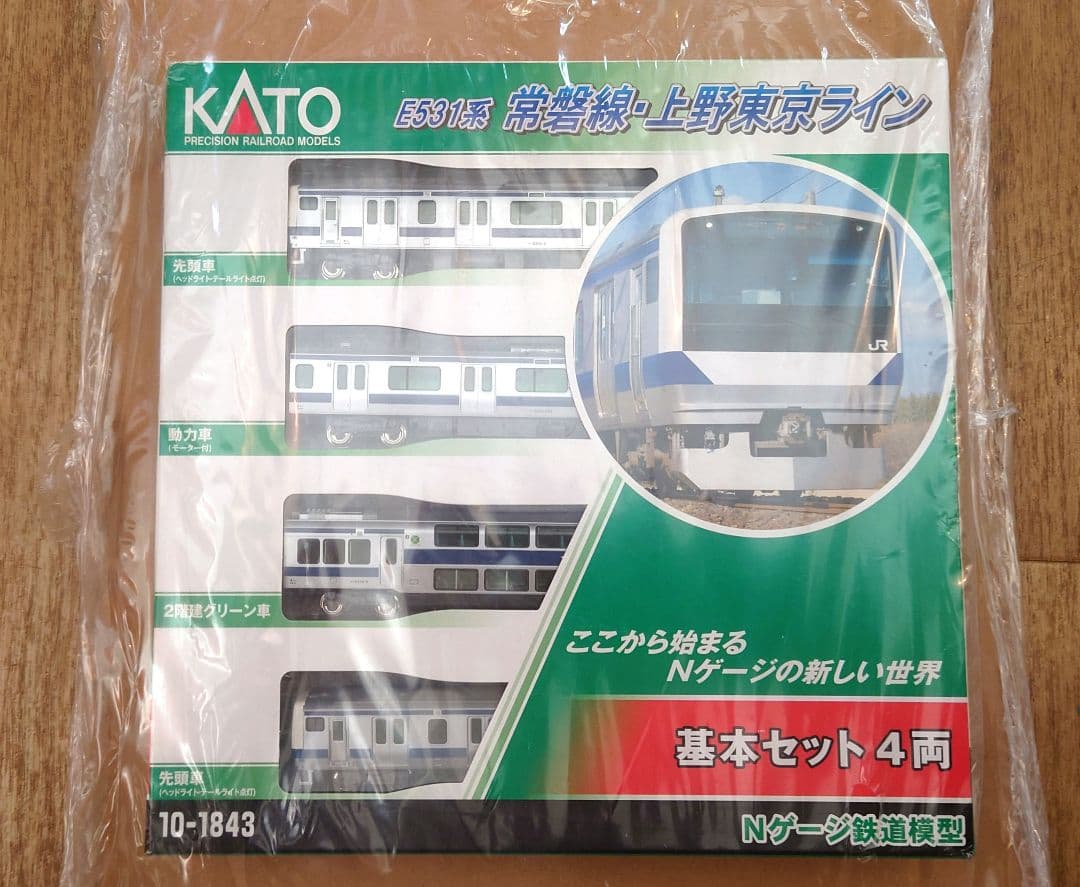 KATO
PRECISION RAILROAD MODELS
E531系 常磐線・上野東京ライン
先頭車
(ヘッドライト・テールライト点灯)
JR
動力車
(モーター付)
2階建グリーン車
ここから始まる
Nゲージの新しい世界
基本セット 4両
先頭車
(ヘッドライト・テールライト点灯)
10-1843
Nゲージ鉄道模型